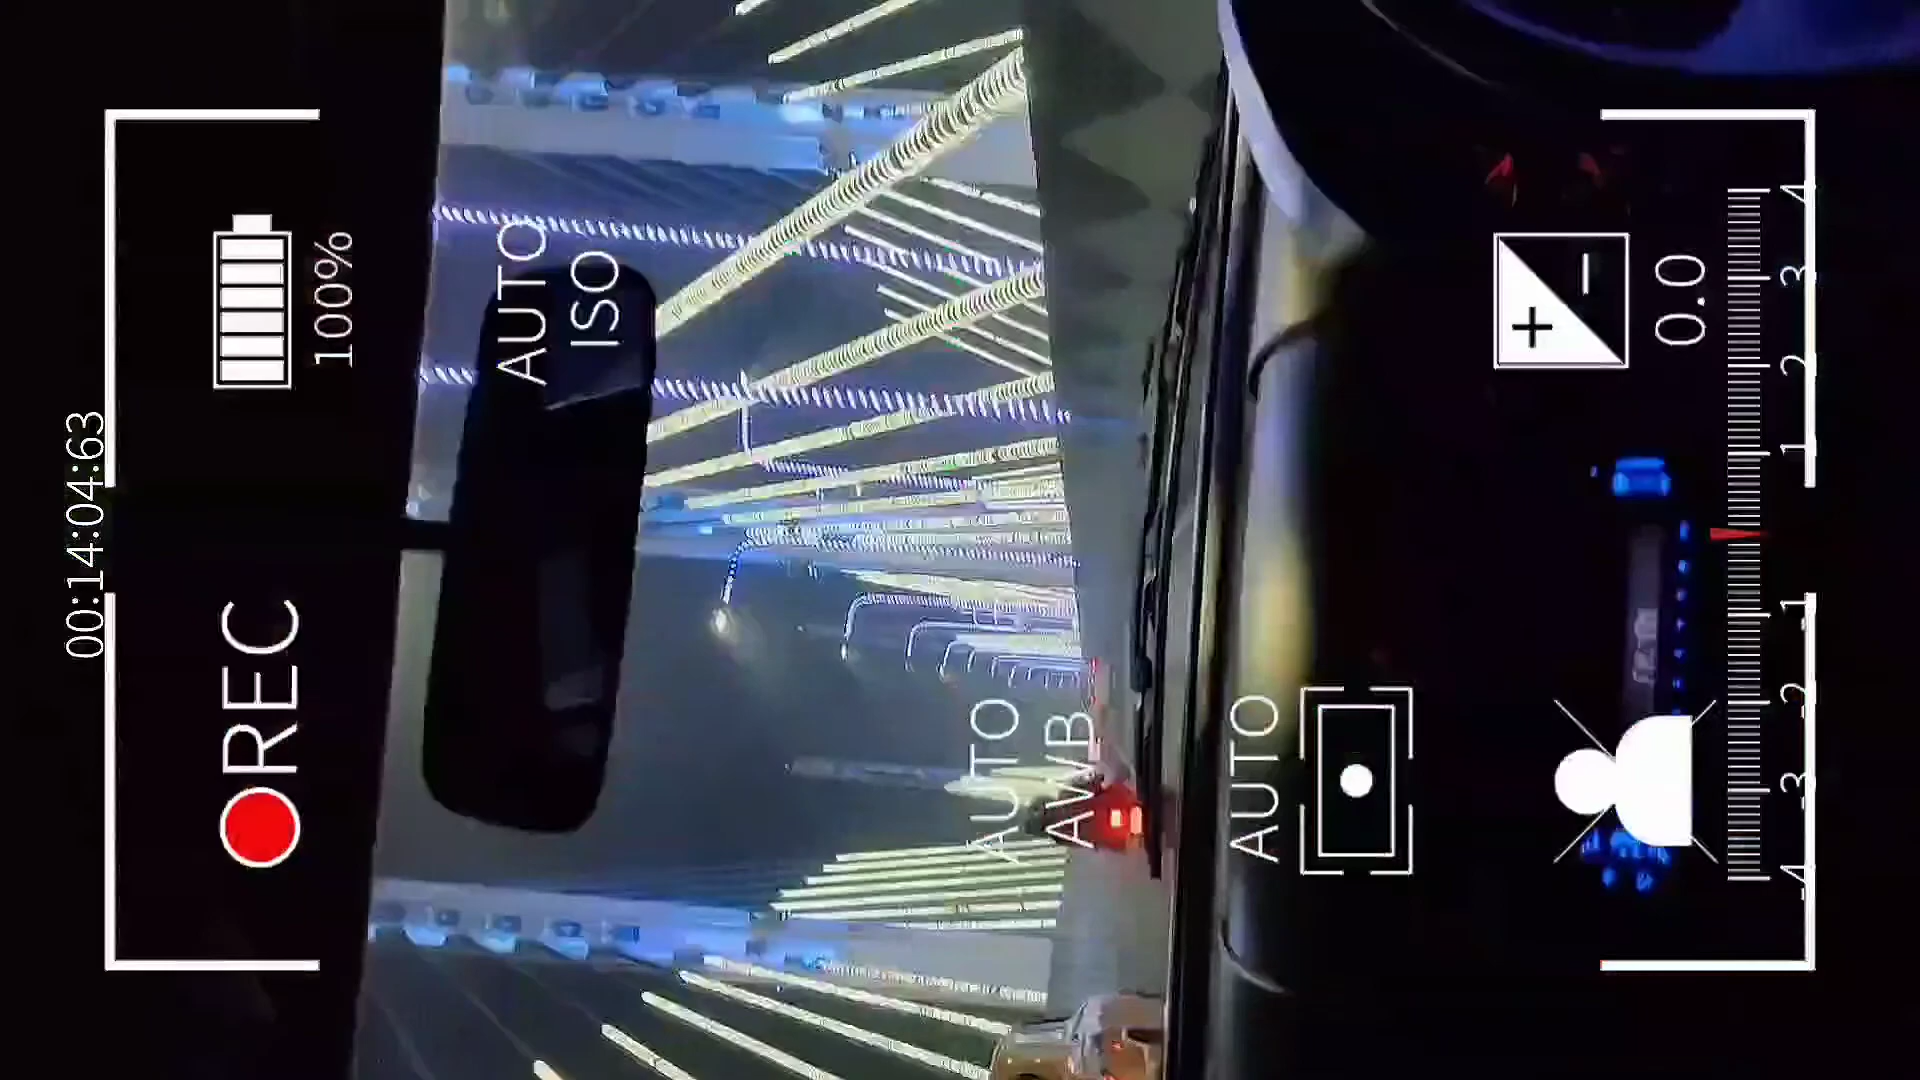 00:14:04:63
REC
100%
AUTO
ISO
AUTO
AWB
AUTO
+ -
0.0
4 3 2 1 1 2 3 4